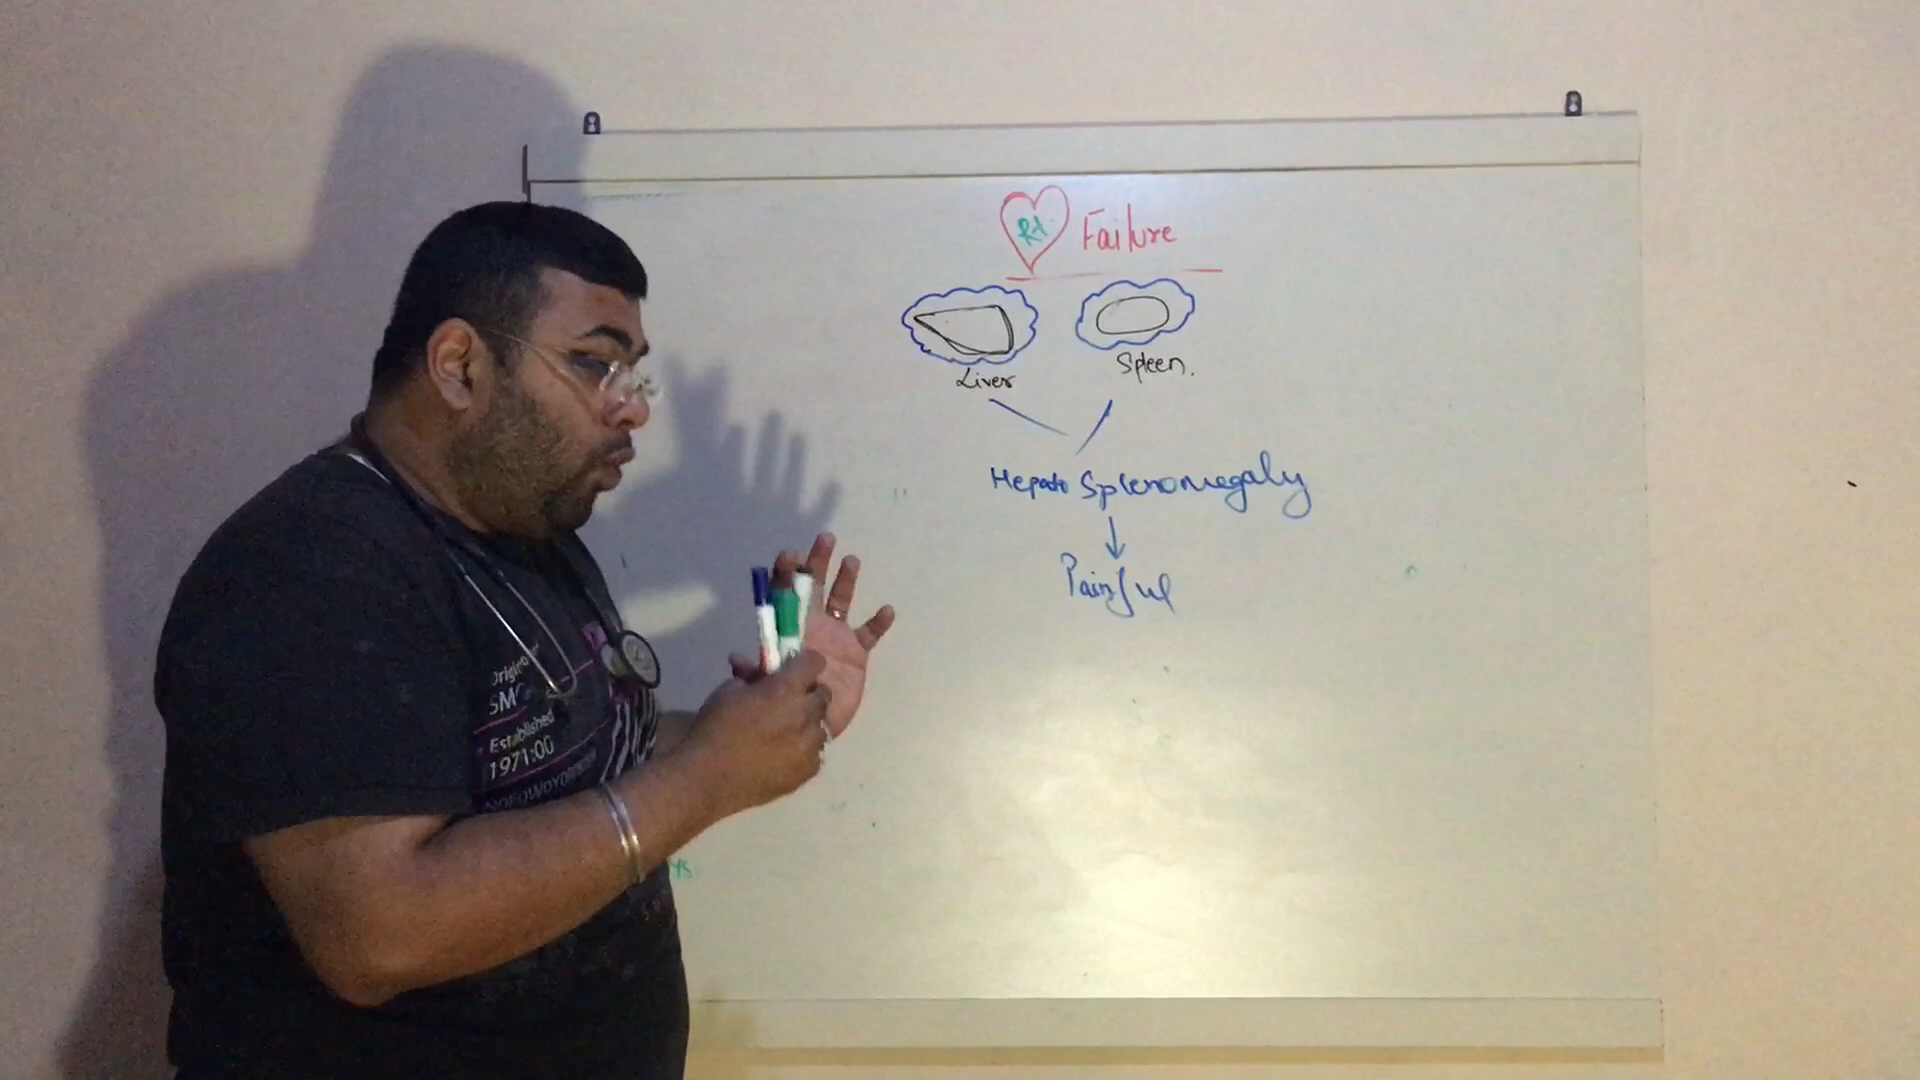 Rt Failure
Liver
Spleen.
Hepato Splenomegaly
Painful
Established
1971:00